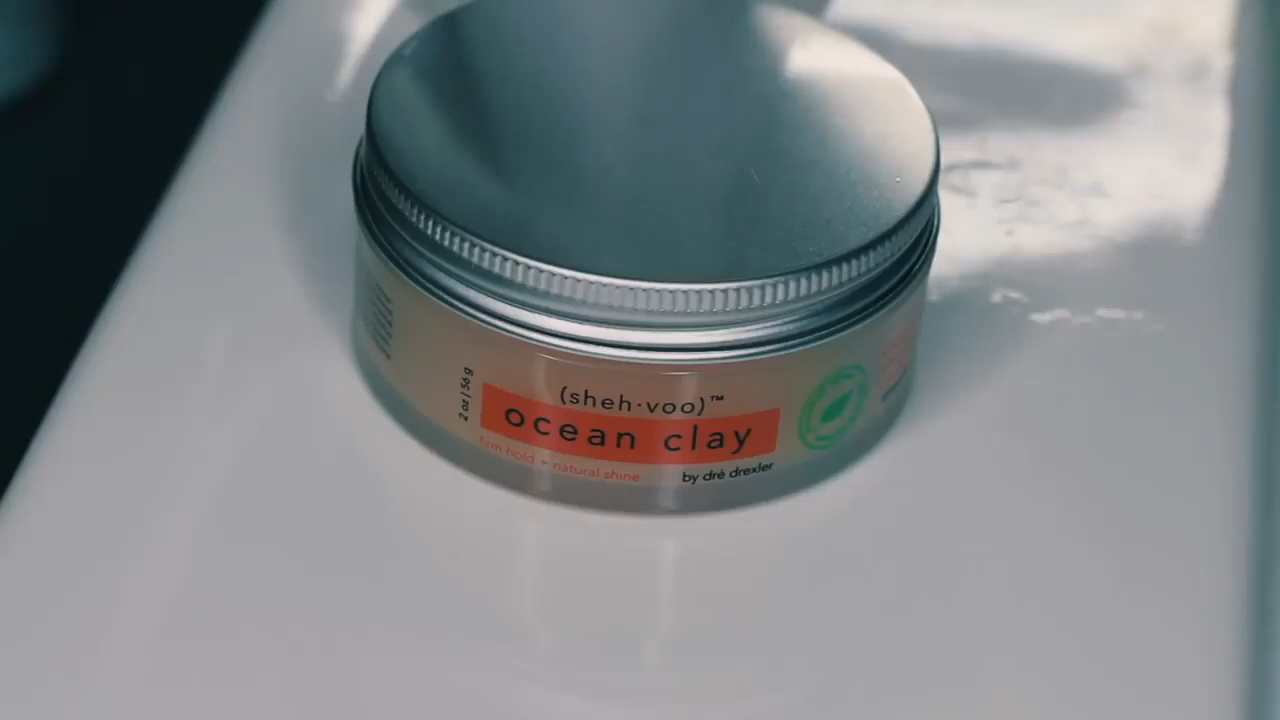 2 oz | 56 g
(sheh·voo)™
ocean clay
firm hold + natural shine
by drè drexler